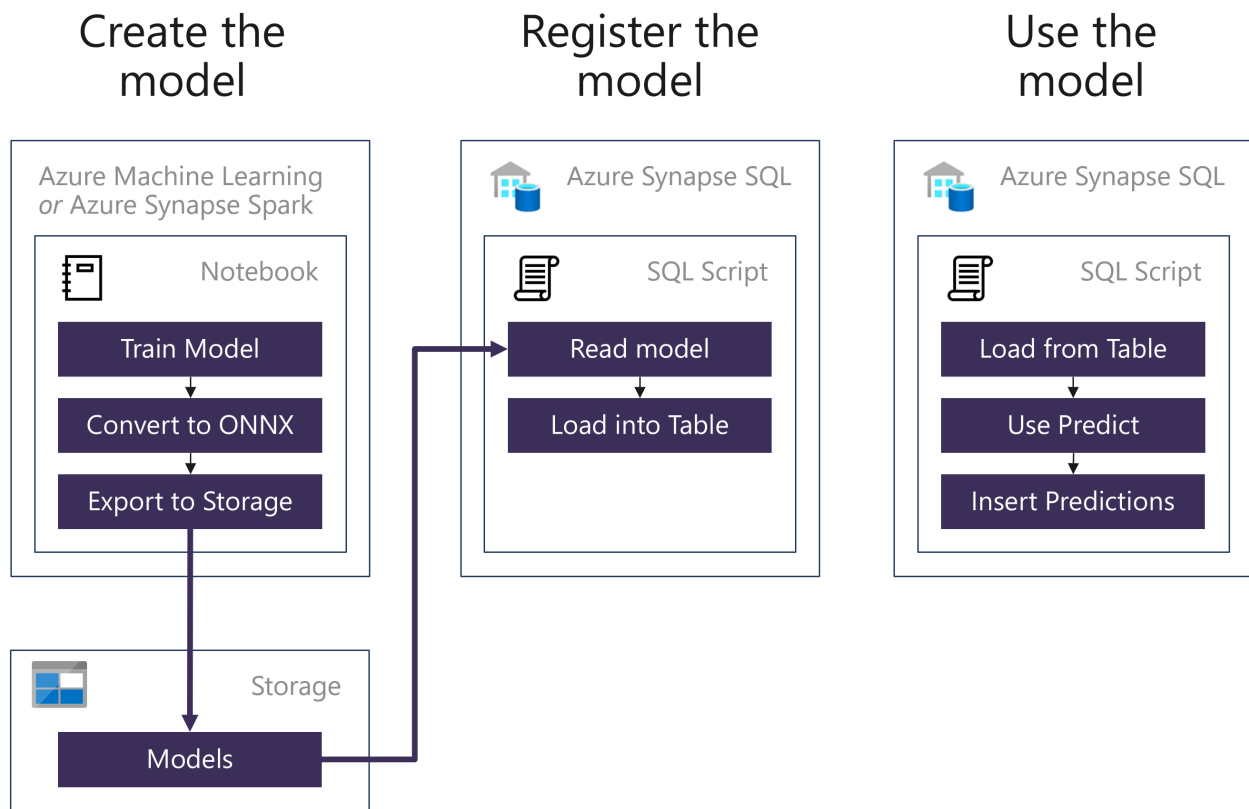 Create the
model
Register the
model
Use the
model
Azure Machine Learning
or Azure Synapse Spark
Notebook
Train Model
Convert to ONNX
Export to Storage
Storage
Models
Azure Synapse SQL
SQL Script
Read model
Load into Table
Azure Synapse SQL
SQL Script
Load from Table
Use Predict
Insert Predictions